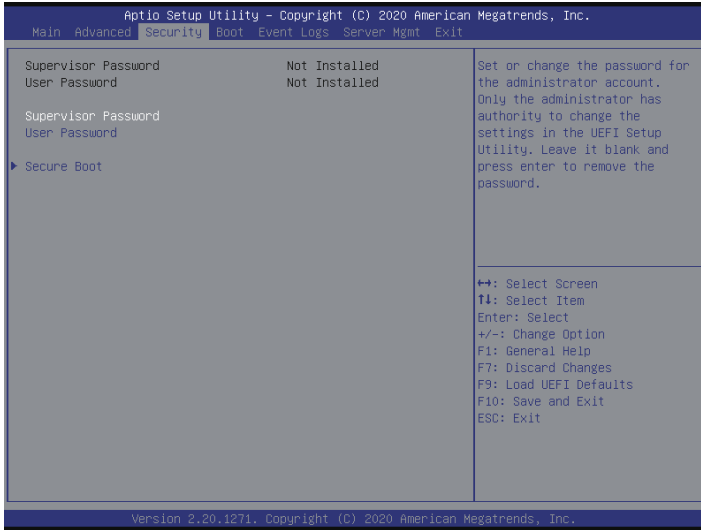 Aptio Setup Utility – Copyright (C) 2020 American Megatrends, Inc.
Main Advanced Security Boot Event Logs Server Mgmt Exit
Supervisor Password Not Installed
User Password Not Installed
Supervisor Password
User Password
Secure Boot
Set or change the password for
the administrator account.
Only the administrator has
authority to change the
settings in the UEFI Setup
Utility. Leave it blank and
press enter to remove the
password.
↔: Select Screen
↑↓: Select Item
Enter: Select
+/-: Change Option
F1: General Help
F7: Discard Changes
F9: Load UEFI Defaults
F10: Save and Exit
ESC: Exit
Version 2.20.1271. Copyright (C) 2020 American Megatrends, Inc.